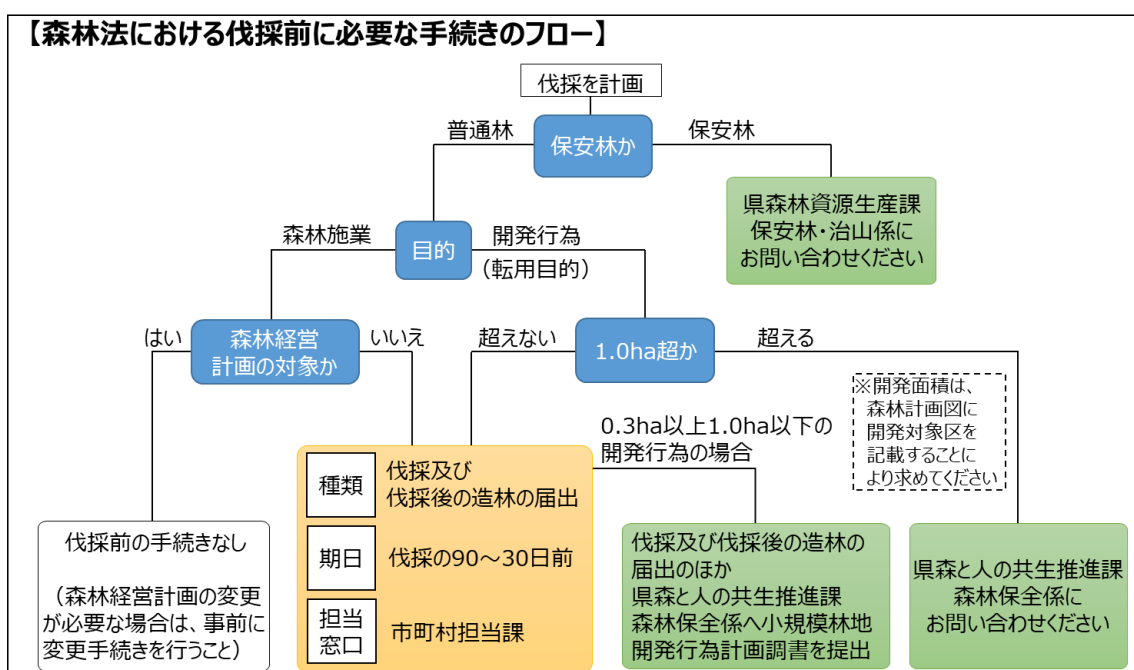 【森林法における伐採前に必要な手続きのフロー】
伐採を計画
普通林
保安林か
保安林
県森林資源生産課
保安林・治山係に
お問い合わせください
森林施業
目的
開発行為
(転用目的)
はい
森林経営
計画の対象か
いいえ
超えない
1.0ha超か
超える
※開発面積は、
森林計画図に
開発対象区を
記載することに
より求めてください
0.3ha以上1.0ha以下の
開発行為の場合
種類
伐採及び
伐採後の造林の届出
期日
伐採の90～30日前
担当
窓口
市町村担当課
伐採前の手続きなし
(森林経営計画の変更
が必要な場合は、事前に
変更手続きを行うこと)
伐採及び伐採後の造林の
届出のほか
県森と人の共生推進課
森林保全係へ小規模林地
開発行為計画調書を提出
県森と人の共生推進課
森林保全係に
お問い合わせください